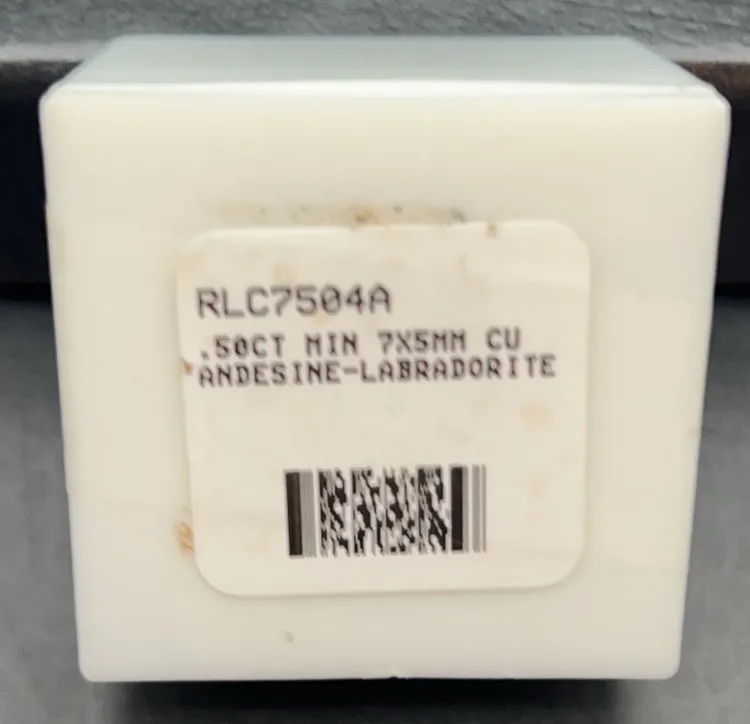 RLC7504A
.50CT MIN 7X5MM CU
ANDESINE-LABRADORITE